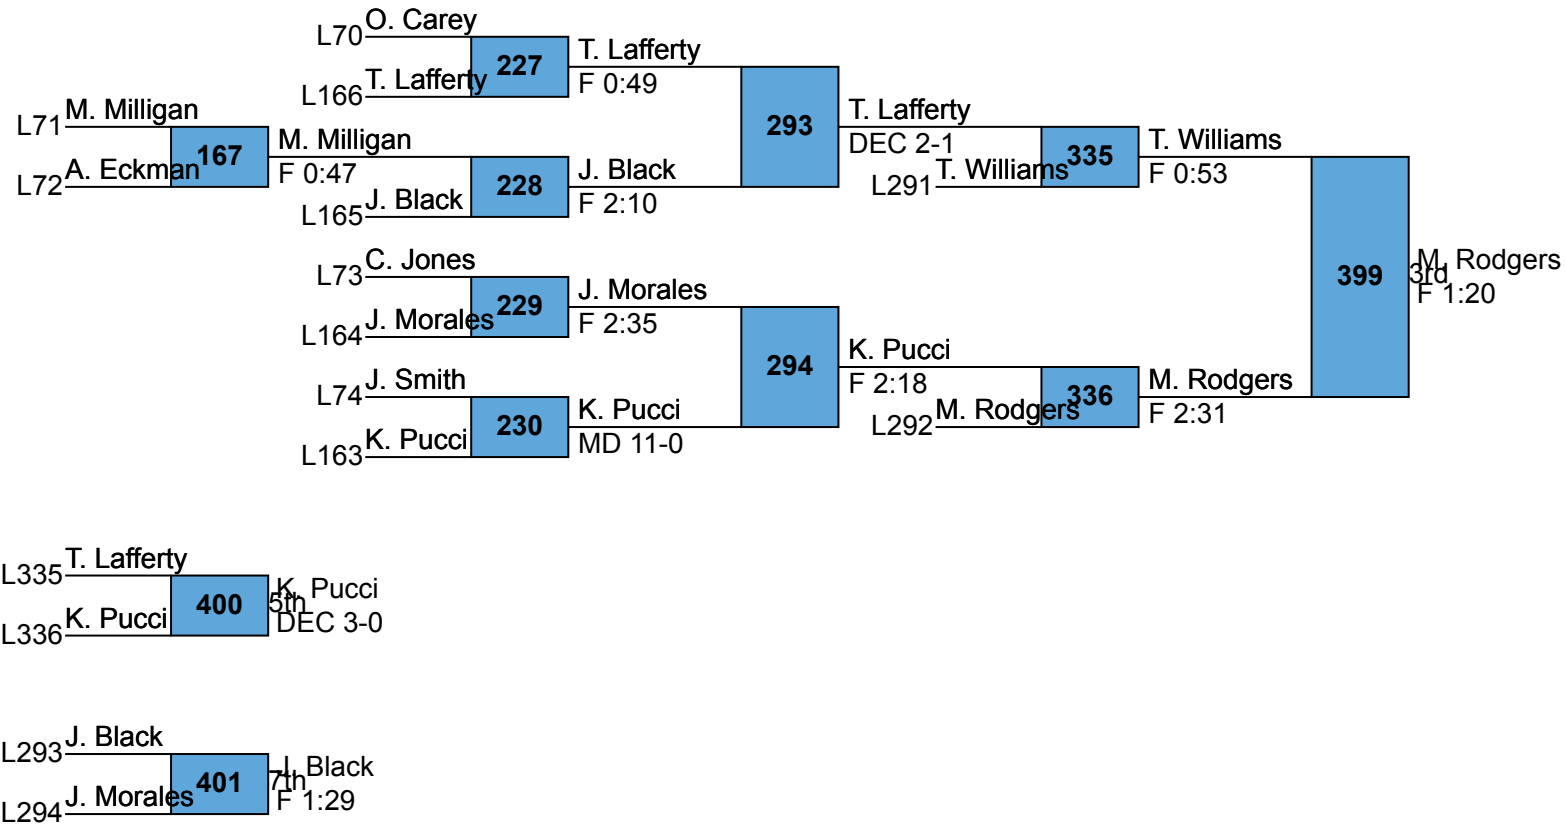 O. Carey
L70
227
T. Lafferty
F 0:49
T. Lafferty
L166
M. Milligan
L71
167
M. Milligan
F 0:47
A. Eckman
L72
228
J. Black
F 2:10
J. Black
L165
293
T. Lafferty
DEC 2-1
T. Williams
L291
335
T. Williams
F 0:53
C. Jones
L73
229
J. Morales
F 2:35
J. Morales
L164
J. Smith
L74
230
K. Pucci
MD 11-0
K. Pucci
L163
294
K. Pucci
F 2:18
M. Rodgers
L292
336
M. Rodgers
F 2:31
399
M. Rodgers
3rd
F 1:20
T. Lafferty
L335
400
K. Pucci
5th
DEC 3-0
K. Pucci
L336
J. Black
L293
401
J. Black
7th
F 1:29
J. Morales
L294